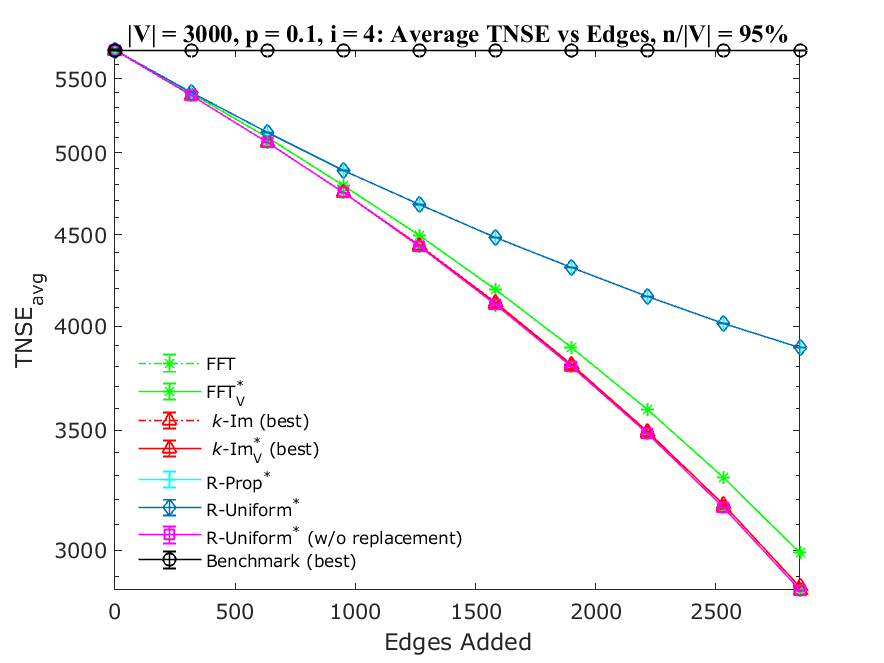 |V| = 3000, p = 0.1, i = 4: Average TNSE vs Edges, n/|V| = 95%
5500
5000
4500
4000
3500
3000
TNSE_avg
FFT
FFT*_V
k-Im (best)
k-Im*_V (best)
R-Prop*
R-Uniform*
R-Uniform* (w/o replacement)
Benchmark (best)
0
500
1000
1500
2000
2500
Edges Added